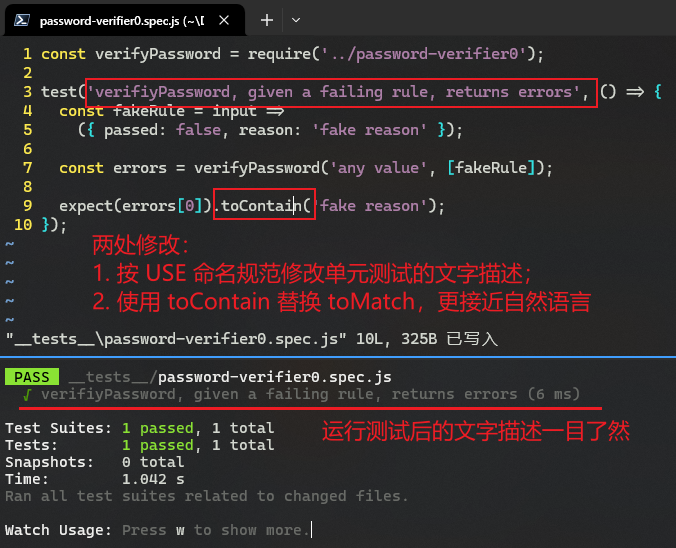 password-verifier0.spec.js (~\D
1 const verifyPassword = require('../password-verifier0');
2
3 test('verifiyPassword, given a failing rule, returns errors', () => {
4 const fakeRule = input =>
5 ({ passed: false, reason: 'fake reason' });
6
7 const errors = verifyPassword('any value', [fakeRule]);
8
9 expect(errors[0]).toContain('fake reason');
10 });
~
两处修改：
~
1. 按 USE 命名规范修改单元测试的文字描述；
~
2. 使用 toContain 替换 toMatch，更接近自然语言
~
~
"__tests__\password-verifier0.spec.js" 10L, 325B 已写入
PASS __tests__/password-verifier0.spec.js
√ verifiyPassword, given a failing rule, returns errors (6 ms)
Test Suites: 1 passed, 1 total
运行测试后的文字描述一目了然
Tests: 1 passed, 1 total
Snapshots: 0 total
Time: 1.042 s
Ran all test suites related to changed files.
Watch Usage: Press w to show more.